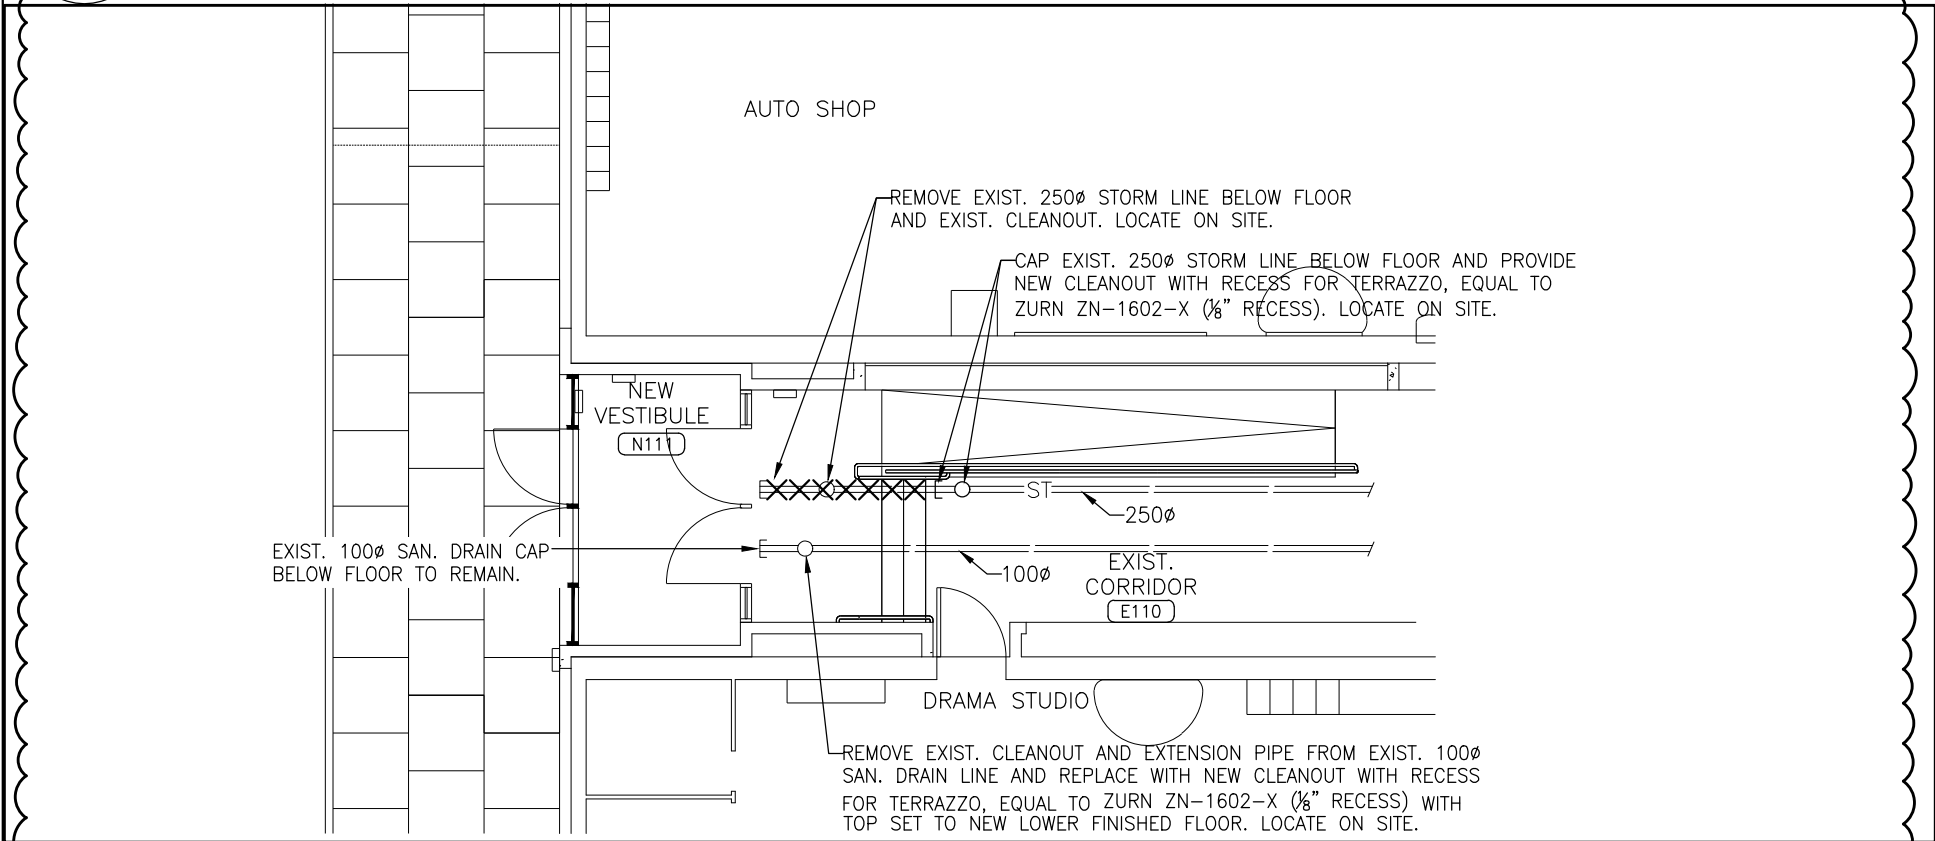 AUTO SHOP
REMOVE EXIST. 250ø STORM LINE BELOW FLOOR
AND EXIST. CLEANOUT. LOCATE ON SITE.
CAP EXIST. 250ø STORM LINE BELOW FLOOR AND PROVIDE
NEW CLEANOUT WITH RECESS FOR TERRAZZO, EQUAL TO
ZURN ZN-1602-X (⅛" RECESS). LOCATE ON SITE.
NEW
VESTIBULE
N111
ST
250ø
EXIST. 100ø SAN. DRAIN CAP
BELOW FLOOR TO REMAIN.
100ø
EXIST.
CORRIDOR
E110
DRAMA STUDIO
REMOVE EXIST. CLEANOUT AND EXTENSION PIPE FROM EXIST. 100ø
SAN. DRAIN LINE AND REPLACE WITH NEW CLEANOUT WITH RECESS
FOR TERRAZZO, EQUAL TO ZURN ZN-1602-X (⅛" RECESS) WITH
TOP SET TO NEW LOWER FINISHED FLOOR. LOCATE ON SITE.